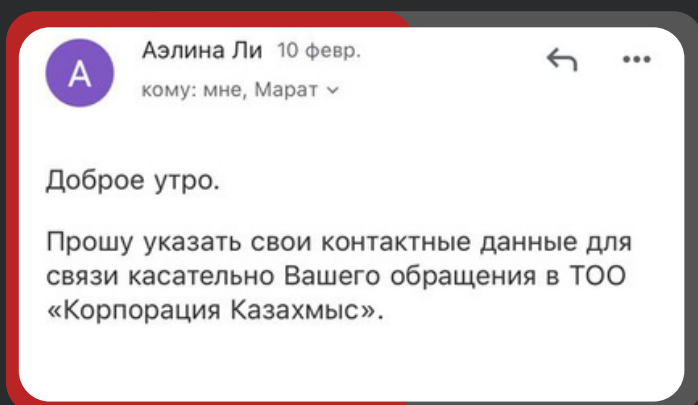 А
Аэлина Ли 10 февр.
кому: мне, Марат
Доброе утро.
Прошу указать свои контактные данные для
связи касательно Вашего обращения в ТОО
«Корпорация Казахмыс».